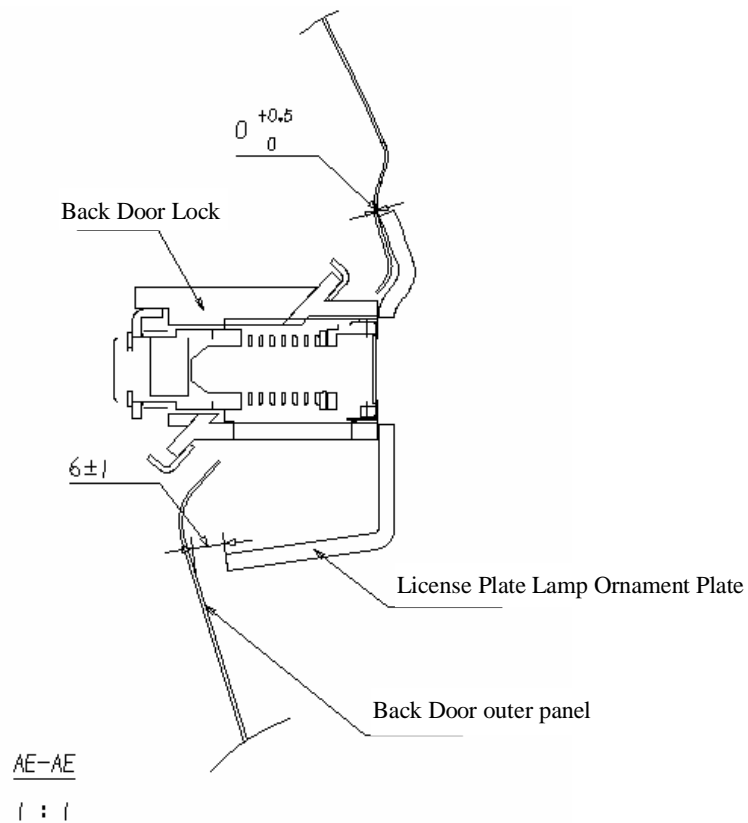 0 +0.5
0
Back Door Lock
6±1
License Plate Lamp Ornament Plate
Back Door outer panel
AE-AE
1 : 1